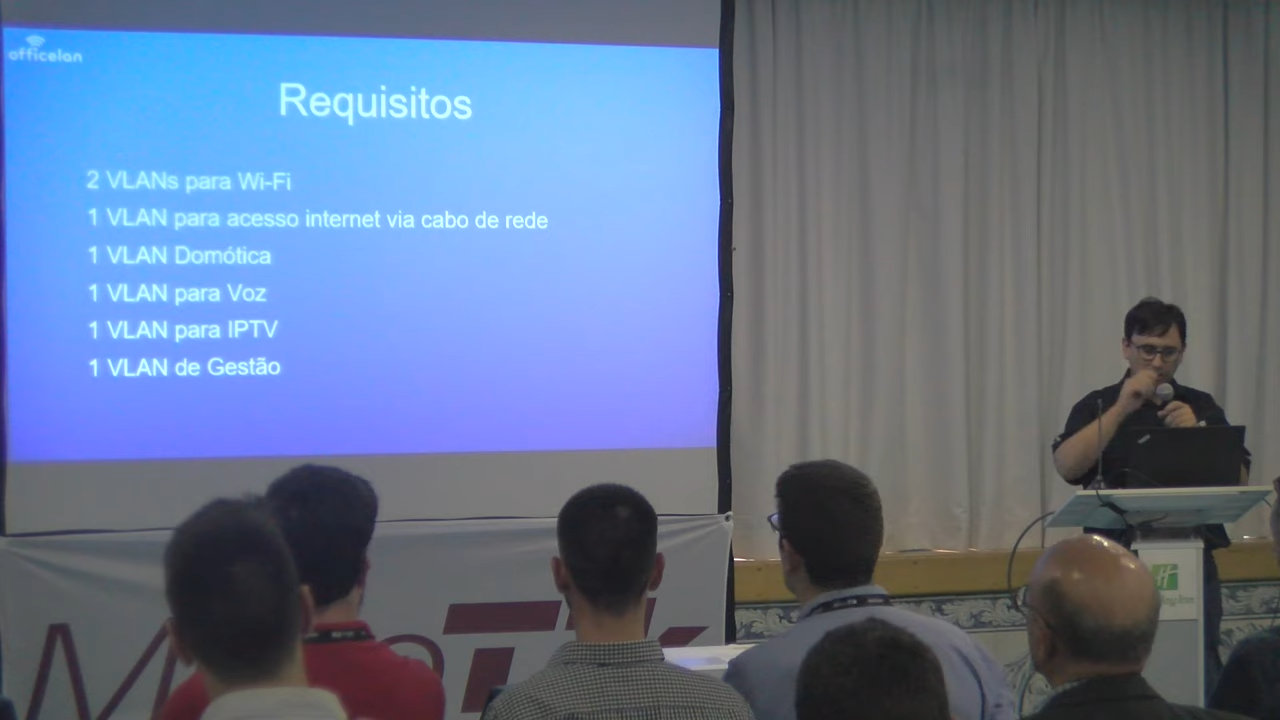 officelan
Requisitos
2 VLANs para Wi-Fi
1 VLAN para acesso internet via cabo de rede
1 VLAN Domótica
1 VLAN para Voz
1 VLAN para IPTV
1 VLAN de Gestão